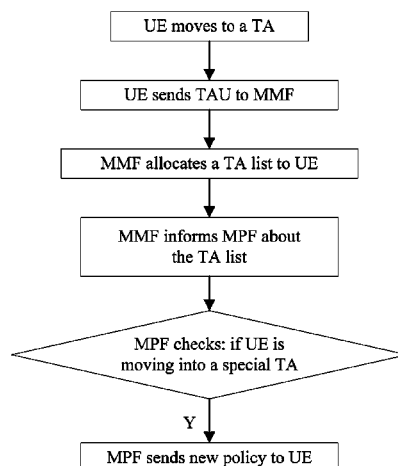 UE moves to a TA
UE sends TAU to MMF
MMF allocates a TA list to UE
MMF informs MPF about
the TA list
MPF checks: if UE is
moving into a special TA
Y
MPF sends new policy to UE